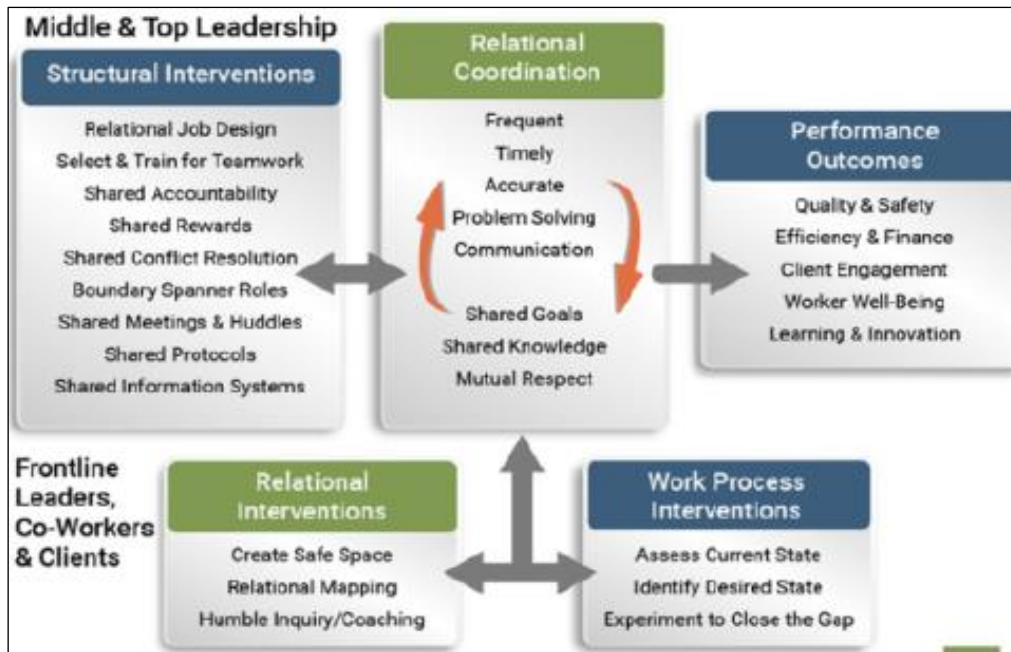 Middle & Top Leadership
Structural Interventions
Relational Job Design
Select & Train for Teamwork
Shared Accountability
Shared Rewards
Shared Conflict Resolution
Boundary Spanner Roles
Shared Meetings & Huddles
Shared Protocols
Shared Information Systems
Relational
Coordination
Frequent
Timely
Accurate
Problem Solving
Communication
Shared Goals
Shared Knowledge
Mutual Respect
Performance
Outcomes
Quality & Safety
Efficiency & Finance
Client Engagement
Worker Well-Being
Learning & Innovation
Frontline
Leaders,
Co-Workers
& Clients
Relational
Interventions
Create Safe Space
Relational Mapping
Humble Inquiry/Coaching
Work Process
Interventions
Assess Current State
Identify Desired State
Experiment to Close the Gap